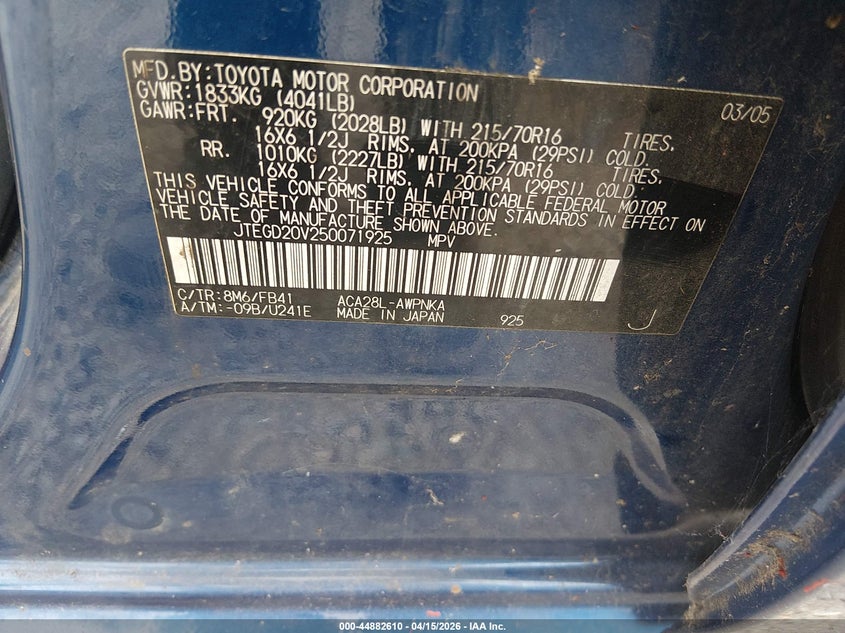 MFD.BY:TOYOTA MOTOR CORPORATION 03/05
GVWR:1833KG (4041LB)
GAWR:FRT. 920KG (2028LB) WITH 215/70R16 TIRES,
16X6 1/2J RIMS, AT 200KPA (29PSI) COLD.
RR. 1010KG (2227LB) WITH 215/70R16 TIRES,
16X6 1/2J RIMS, AT 200KPA (29PSI) COLD.
THIS VEHICLE CONFORMS TO ALL APPLICABLE FEDERAL MOTOR
VEHICLE SAFETY AND THEFT PREVENTION STANDARDS IN EFFECT ON
THE DATE OF MANUFACTURE SHOWN ABOVE.
JTEGD20V250071925 MPV
C/TR:8M6/FB41 ACA28L-AWPNKA
A/TM:-09B/U241E MADE IN JAPAN 925 J
000-44882610 - 04/15/2026 - IAA Inc.